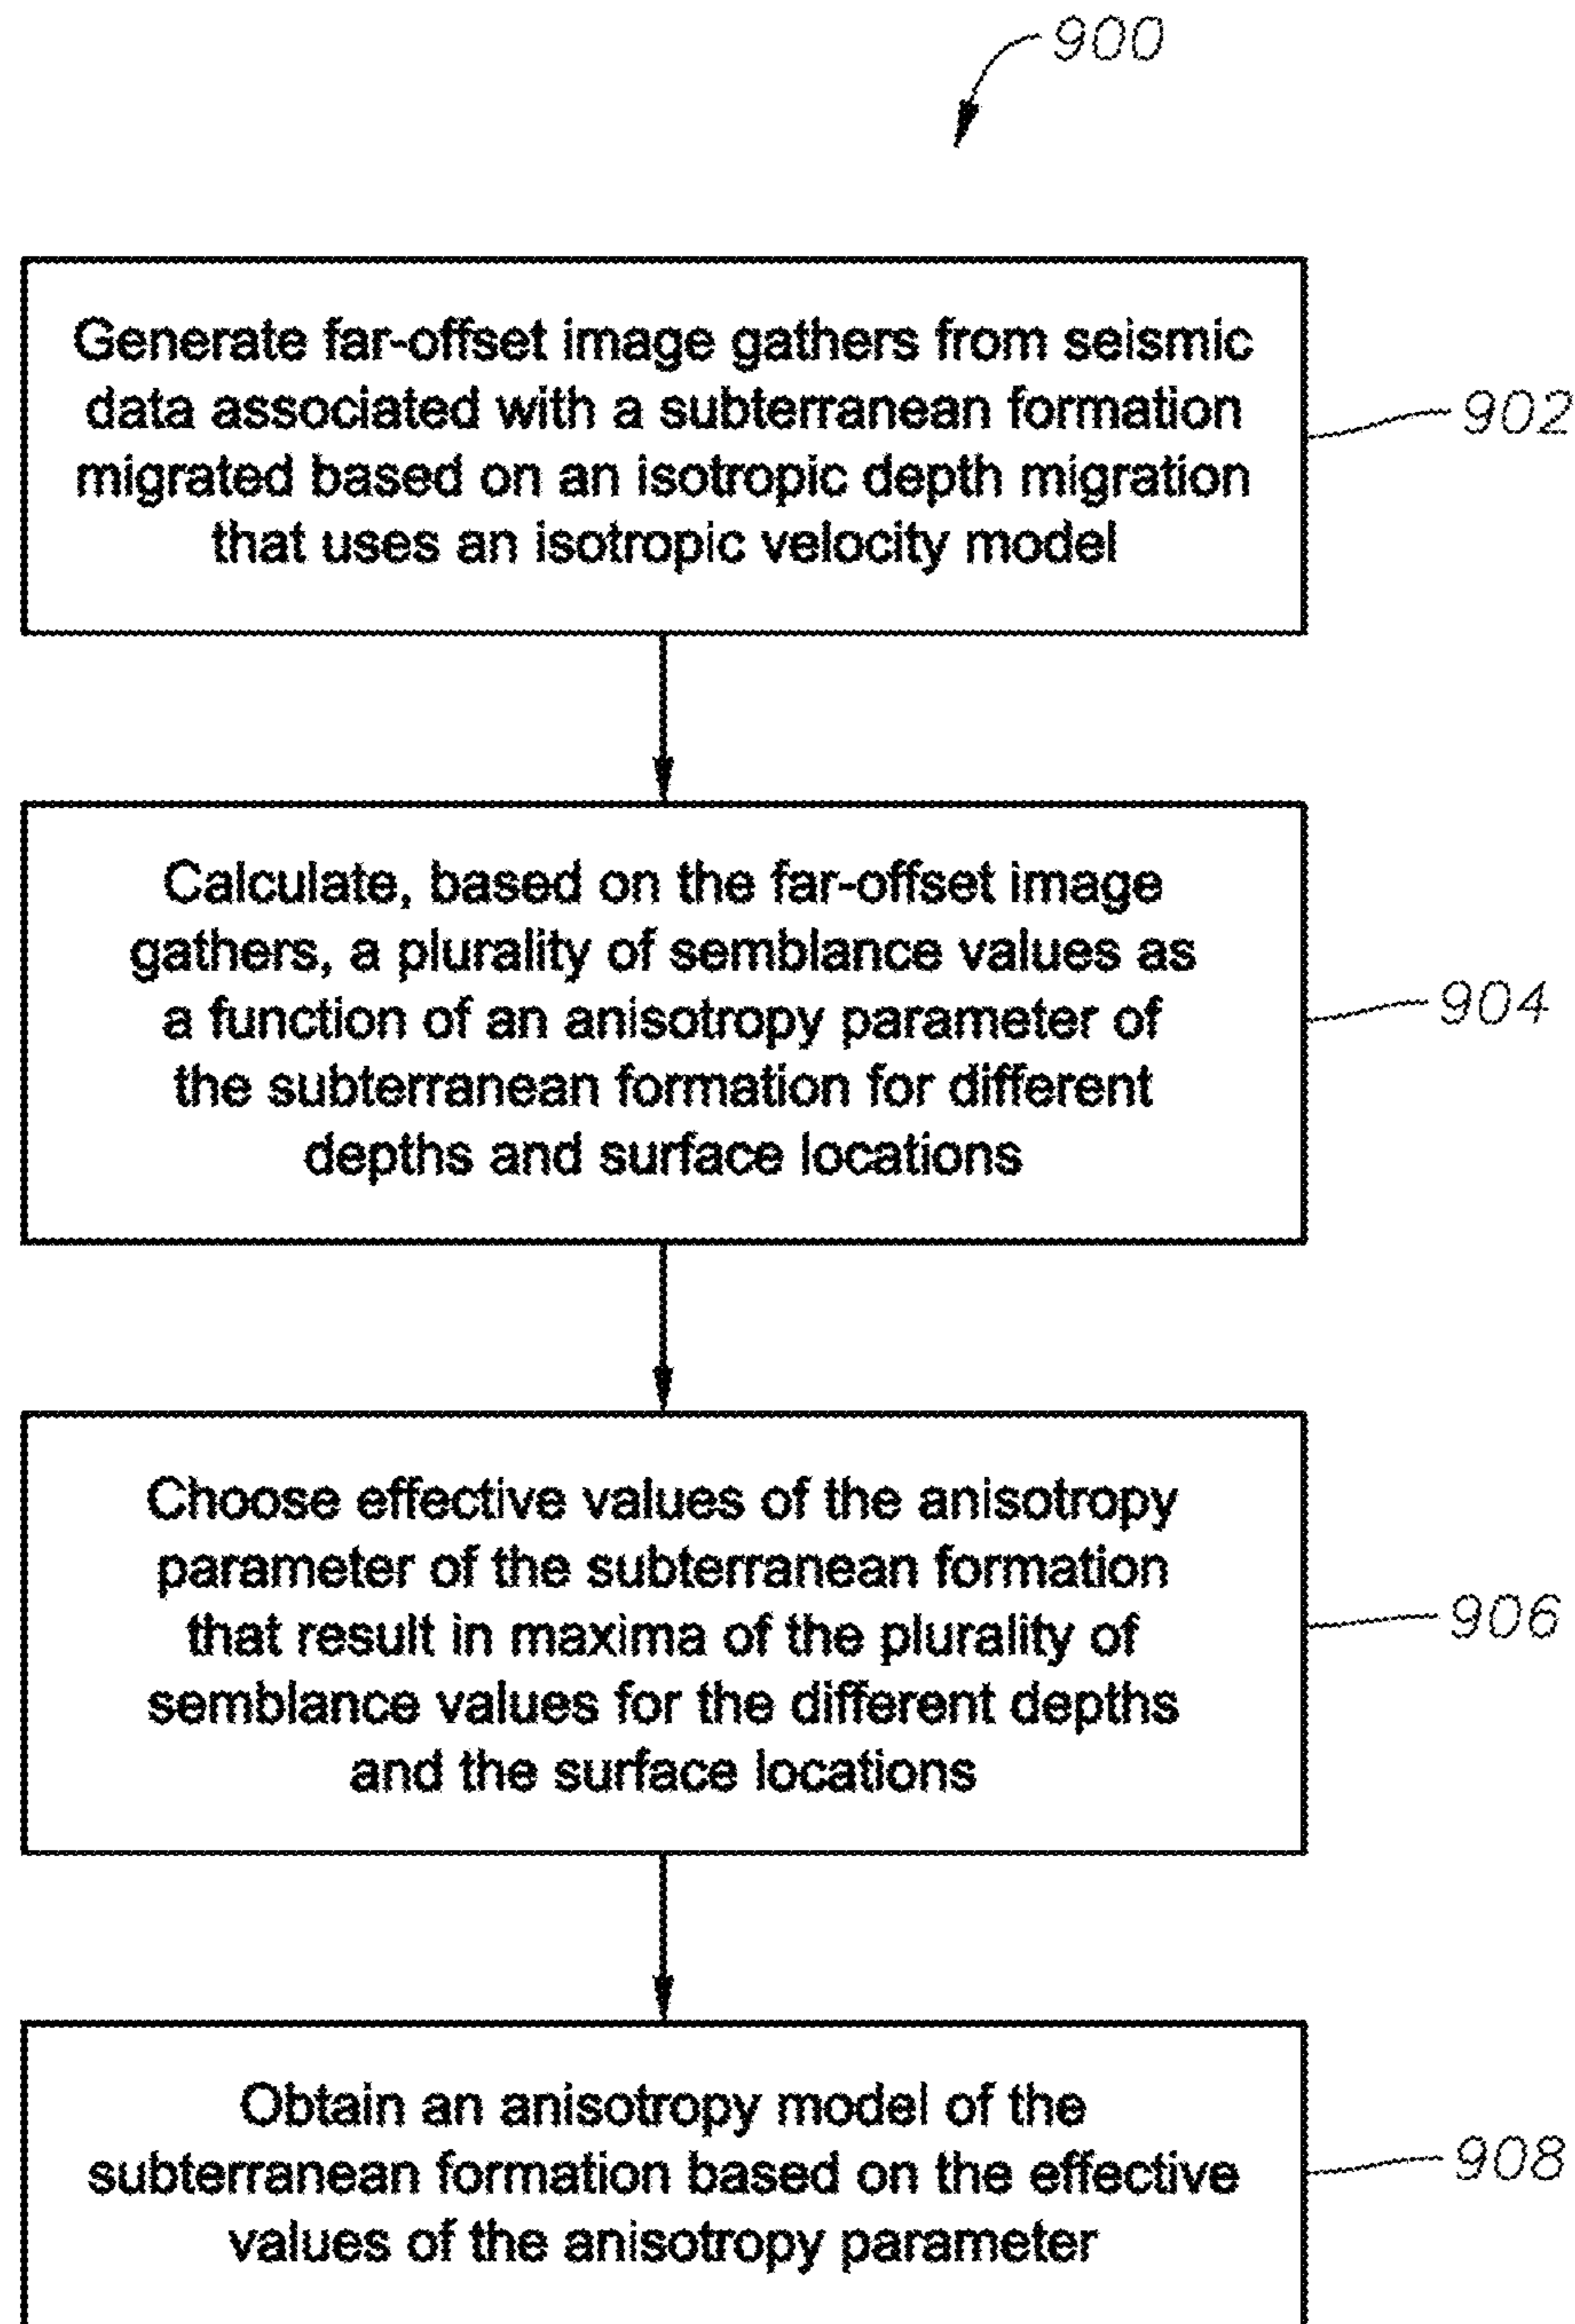 900
Generate far-offset image gathers from seismic
data associated with a subterranean formation
migrated based on an isotropic depth migration
that uses an isotropic velocity model
902
Calculate, based on the far-offset image
gathers, a plurality of semblance values as
a function of an anisotropy parameter of
the subterranean formation for different
depths and surface locations
904
Choose effective values of the anisotropy
parameter of the subterranean formation
that result in maxima of the plurality of
semblance values for the different depths
and the surface locations
906
Obtain an anisotropy model of the
subterranean formation based on the effective
values of the anisotropy parameter
908